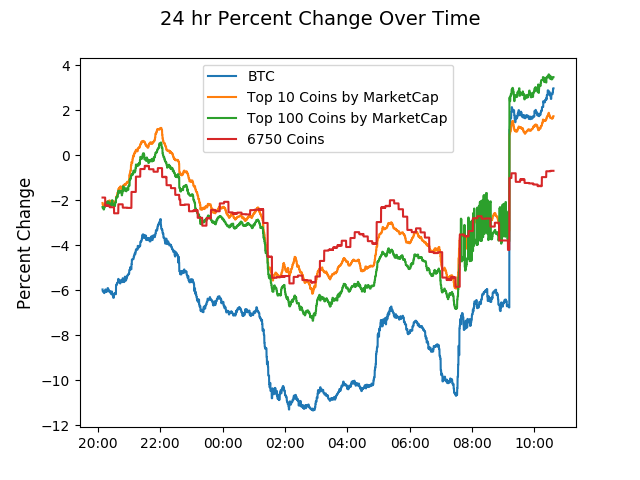 24 hr Percent Change Over Time
Percent Change
4
2
0
−2
−4
−6
−8
−10
−12
BTC
Top 10 Coins by MarketCap
Top 100 Coins by MarketCap
6750 Coins
20:00 22:00 00:00 02:00 04:00 06:00 08:00 10:00